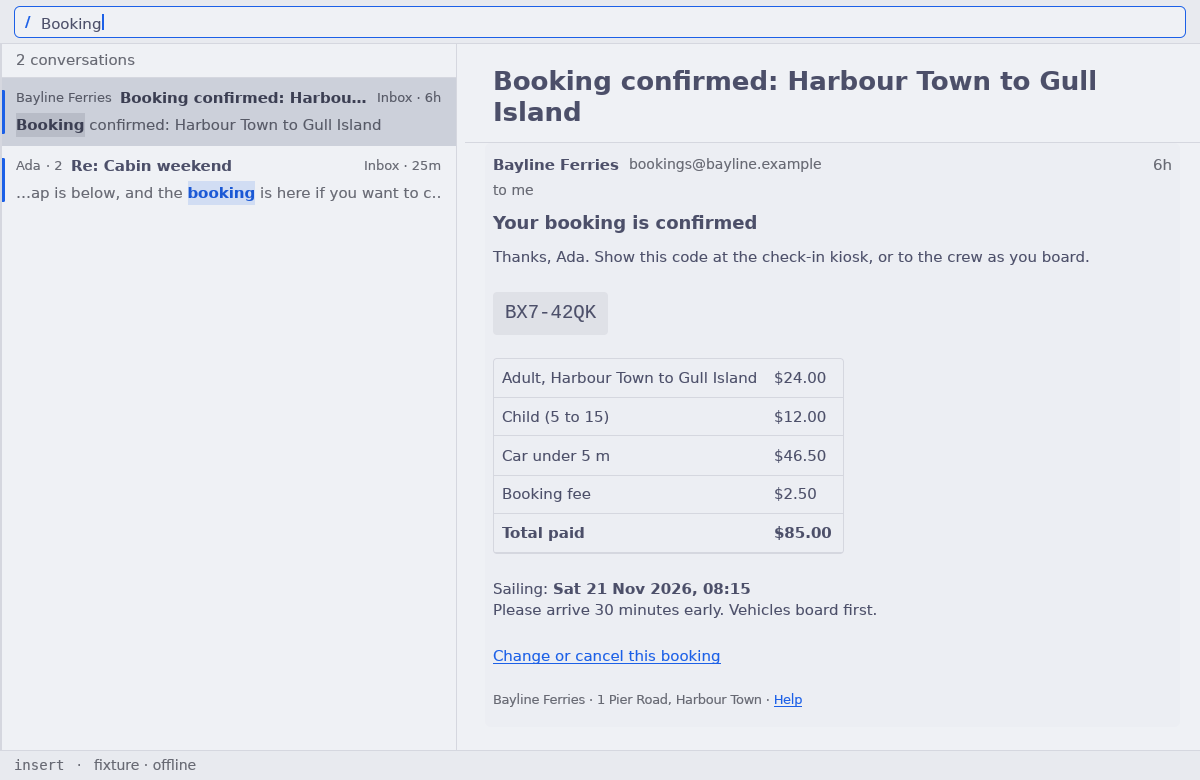 / Booking
2 conversations
Bayline Ferries Booking confirmed: Harbou… Inbox · 6h
Booking confirmed: Harbour Town to Gull Island
Ada · 2 Re: Cabin weekend Inbox · 25m
…ap is below, and the booking is here if you want to c..
Booking confirmed: Harbour Town to Gull
Island
Bayline Ferries bookings@bayline.example 6h
to me
Your booking is confirmed
Thanks, Ada. Show this code at the check-in kiosk, or to the crew as you board.
BX7-42QK
Adult, Harbour Town to Gull Island $24.00
Child (5 to 15) $12.00
Car under 5 m $46.50
Booking fee $2.50
Total paid $85.00
Sailing: Sat 21 Nov 2026, 08:15
Please arrive 30 minutes early. Vehicles board first.
Change or cancel this booking
Bayline Ferries · 1 Pier Road, Harbour Town · Help
insert · fixture · offline